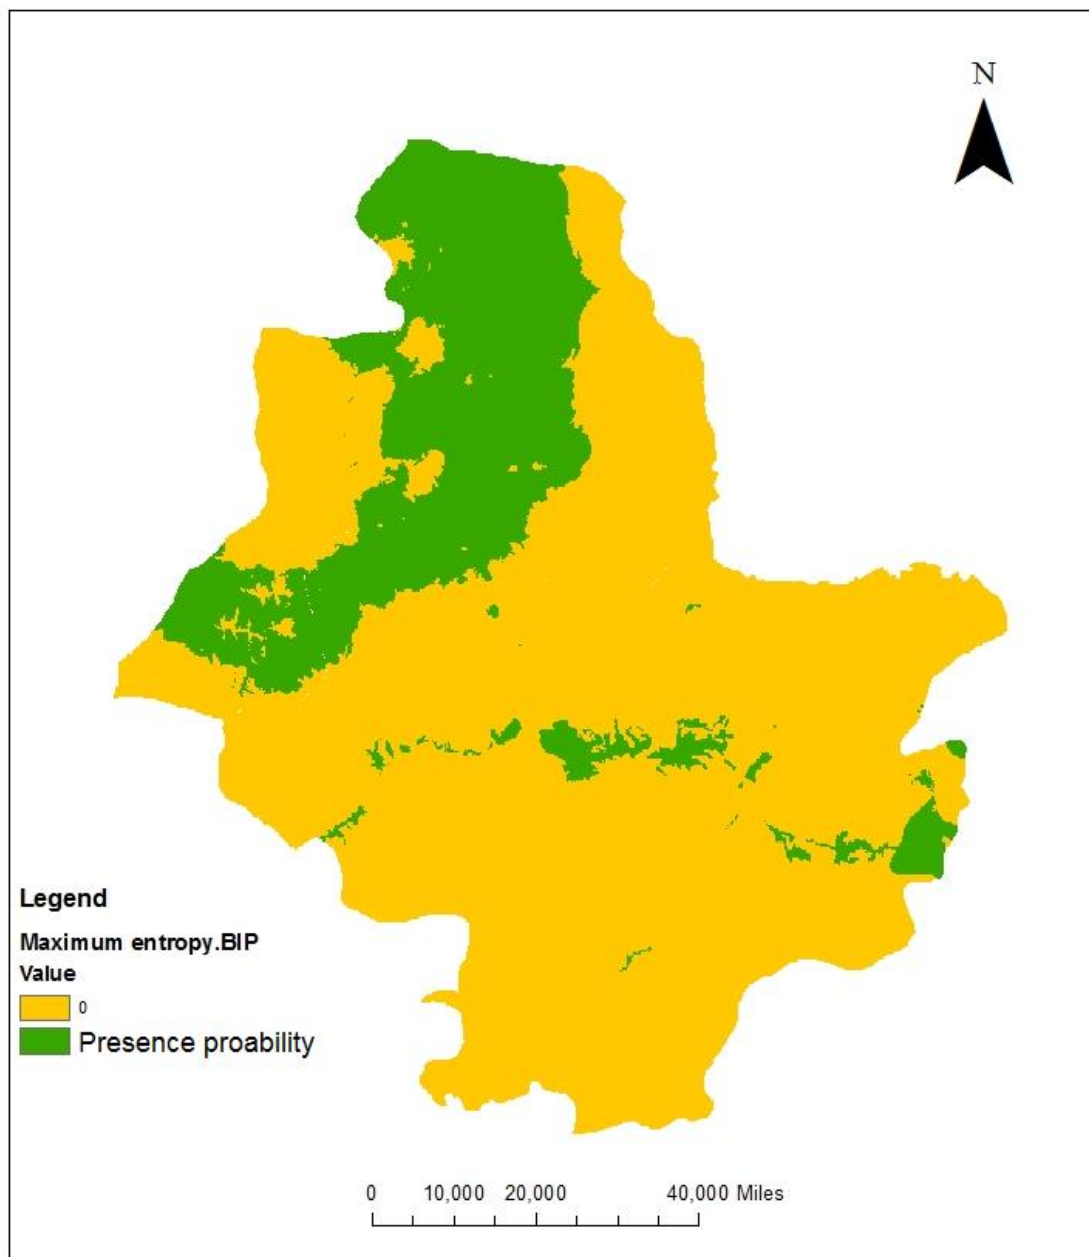 N
Legend
Maximum entropy.BIP
Value
0
Presence proability
0 10,000 20,000 40,000 Miles